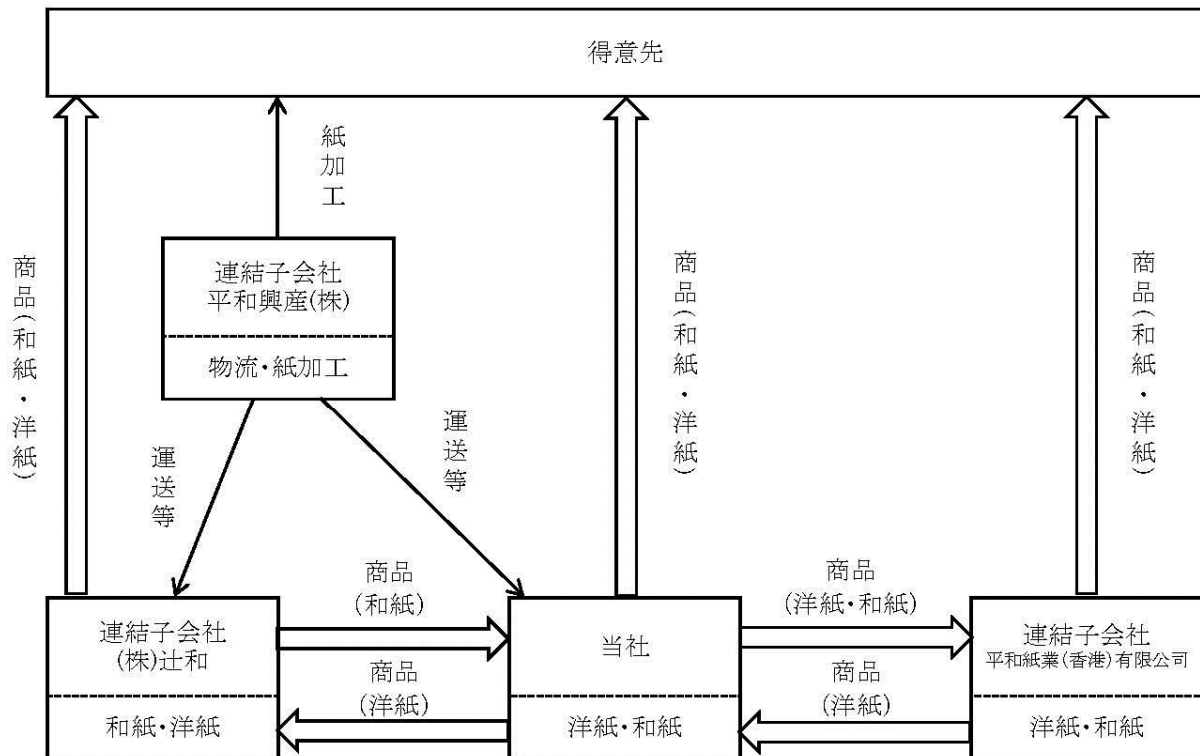 得意先
紙加工
連結子会社
平和興産(株)
物流・紙加工
商品(和紙・洋紙)
運送等
運送等
商品(和紙・洋紙)
商品(和紙・洋紙)
連結子会社
(株)辻和
和紙・洋紙
商品
(和紙)
商品
(洋紙)
当社
洋紙・和紙
商品
(洋紙・和紙)
商品
(洋紙)
連結子会社
平和紙業(香港)有限公司
洋紙・和紙